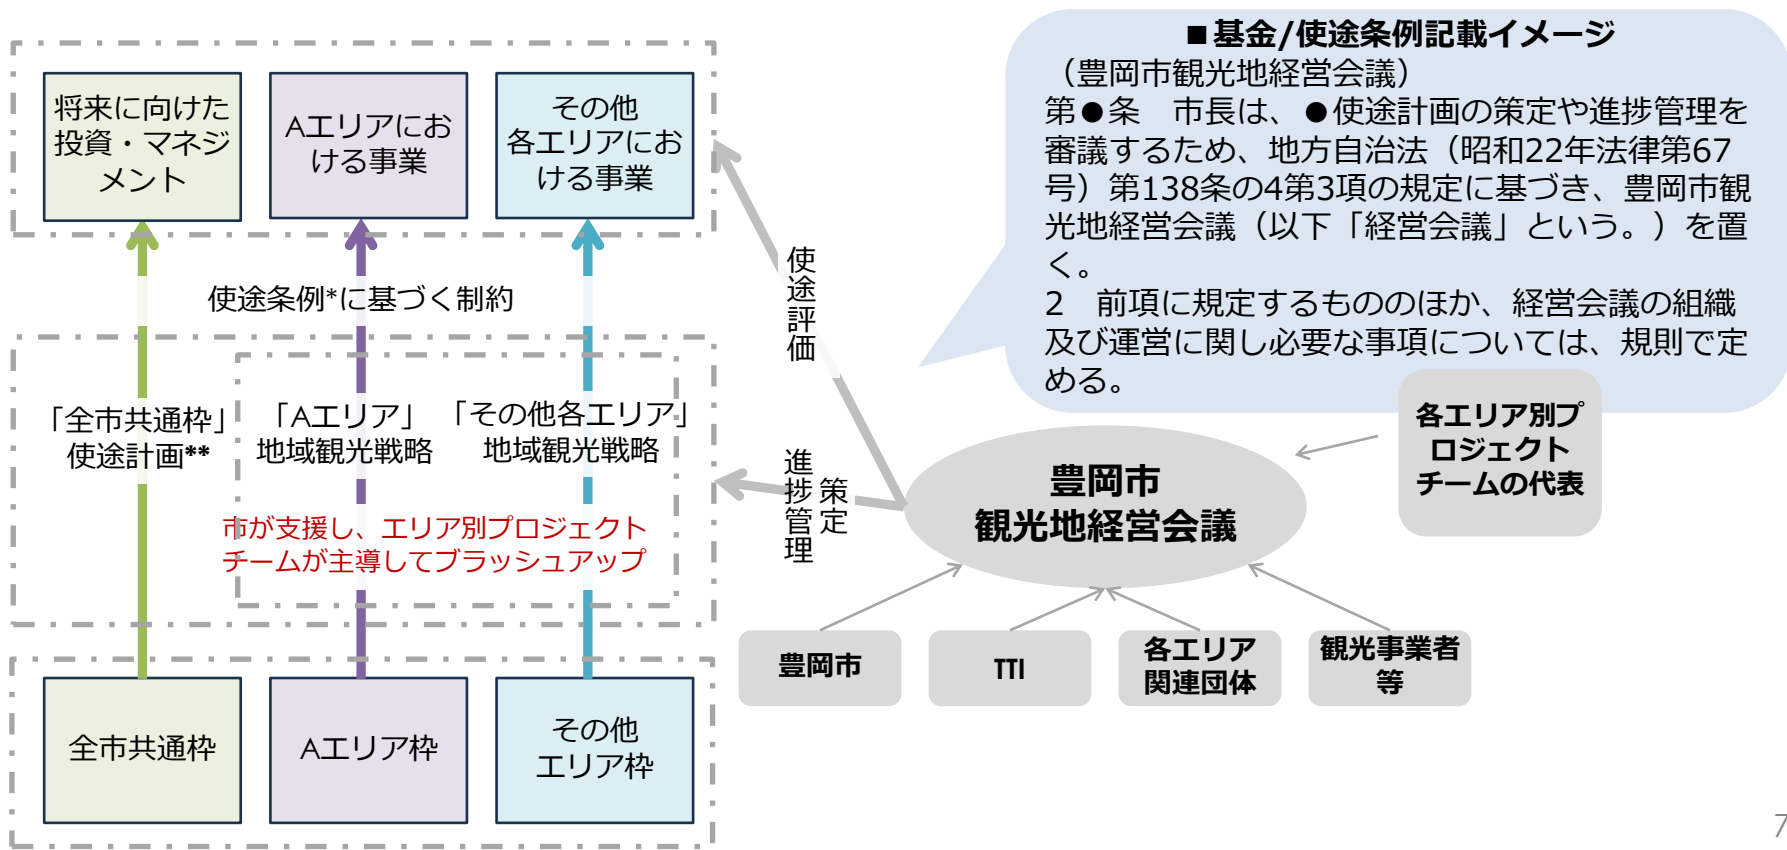 将来に向けた
投資・マネジ
メント
Aエリアにお
ける事業
その他
各エリアにお
ける事業
使途条例*に基づく制約
「全市共通枠」
使途計画**
「Aエリア」
地域観光戦略
「その他各エリア」
地域観光戦略
市が支援し、エリア別プロジェクト
チームが主導してブラッシュアップ
全市共通枠
Aエリア枠
その他
エリア枠
使途評価
策定
進捗管理
■基金/使途条例記載イメージ
（豊岡市観光地経営会議）
第●条　市長は、●使途計画の策定や進捗管理を
審議するため、地方自治法（昭和22年法律第67
号）第138条の4第3項の規定に基づき、豊岡市観
光地経営会議（以下「経営会議」という。）を置
く。
2　前項に規定するもののほか、経営会議の組織
及び運営に関し必要な事項については、規則で定
める。
各エリア別プ
ロジェクト
チームの代表
豊岡市
観光地経営会議
豊岡市
TTI
各エリア
関連団体
観光事業者
等
7